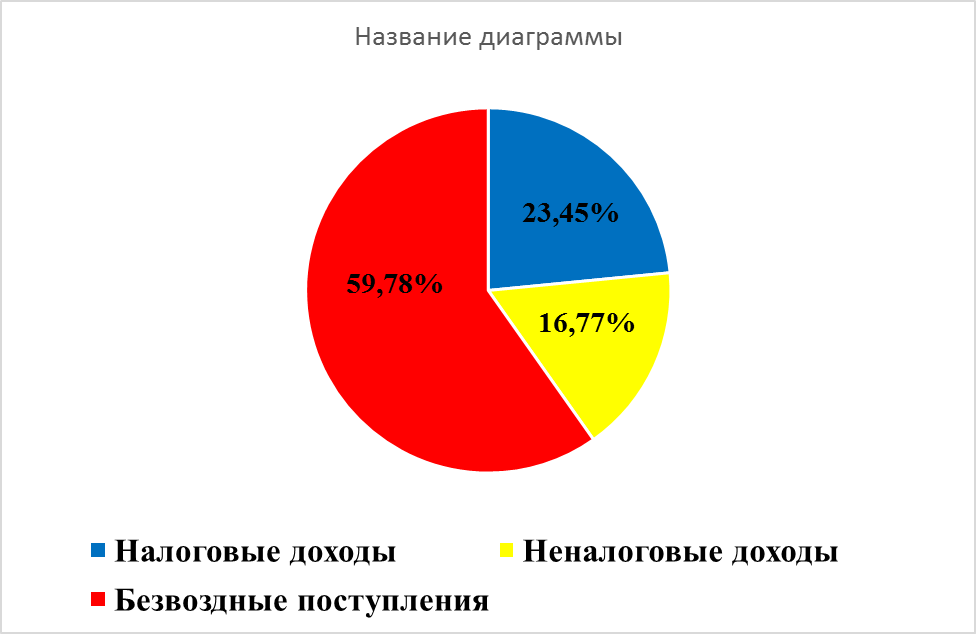 Название диаграммы
23,45%
59,78%
16,77%
Налоговые доходы
Неналоговые доходы
Безвоздные поступления